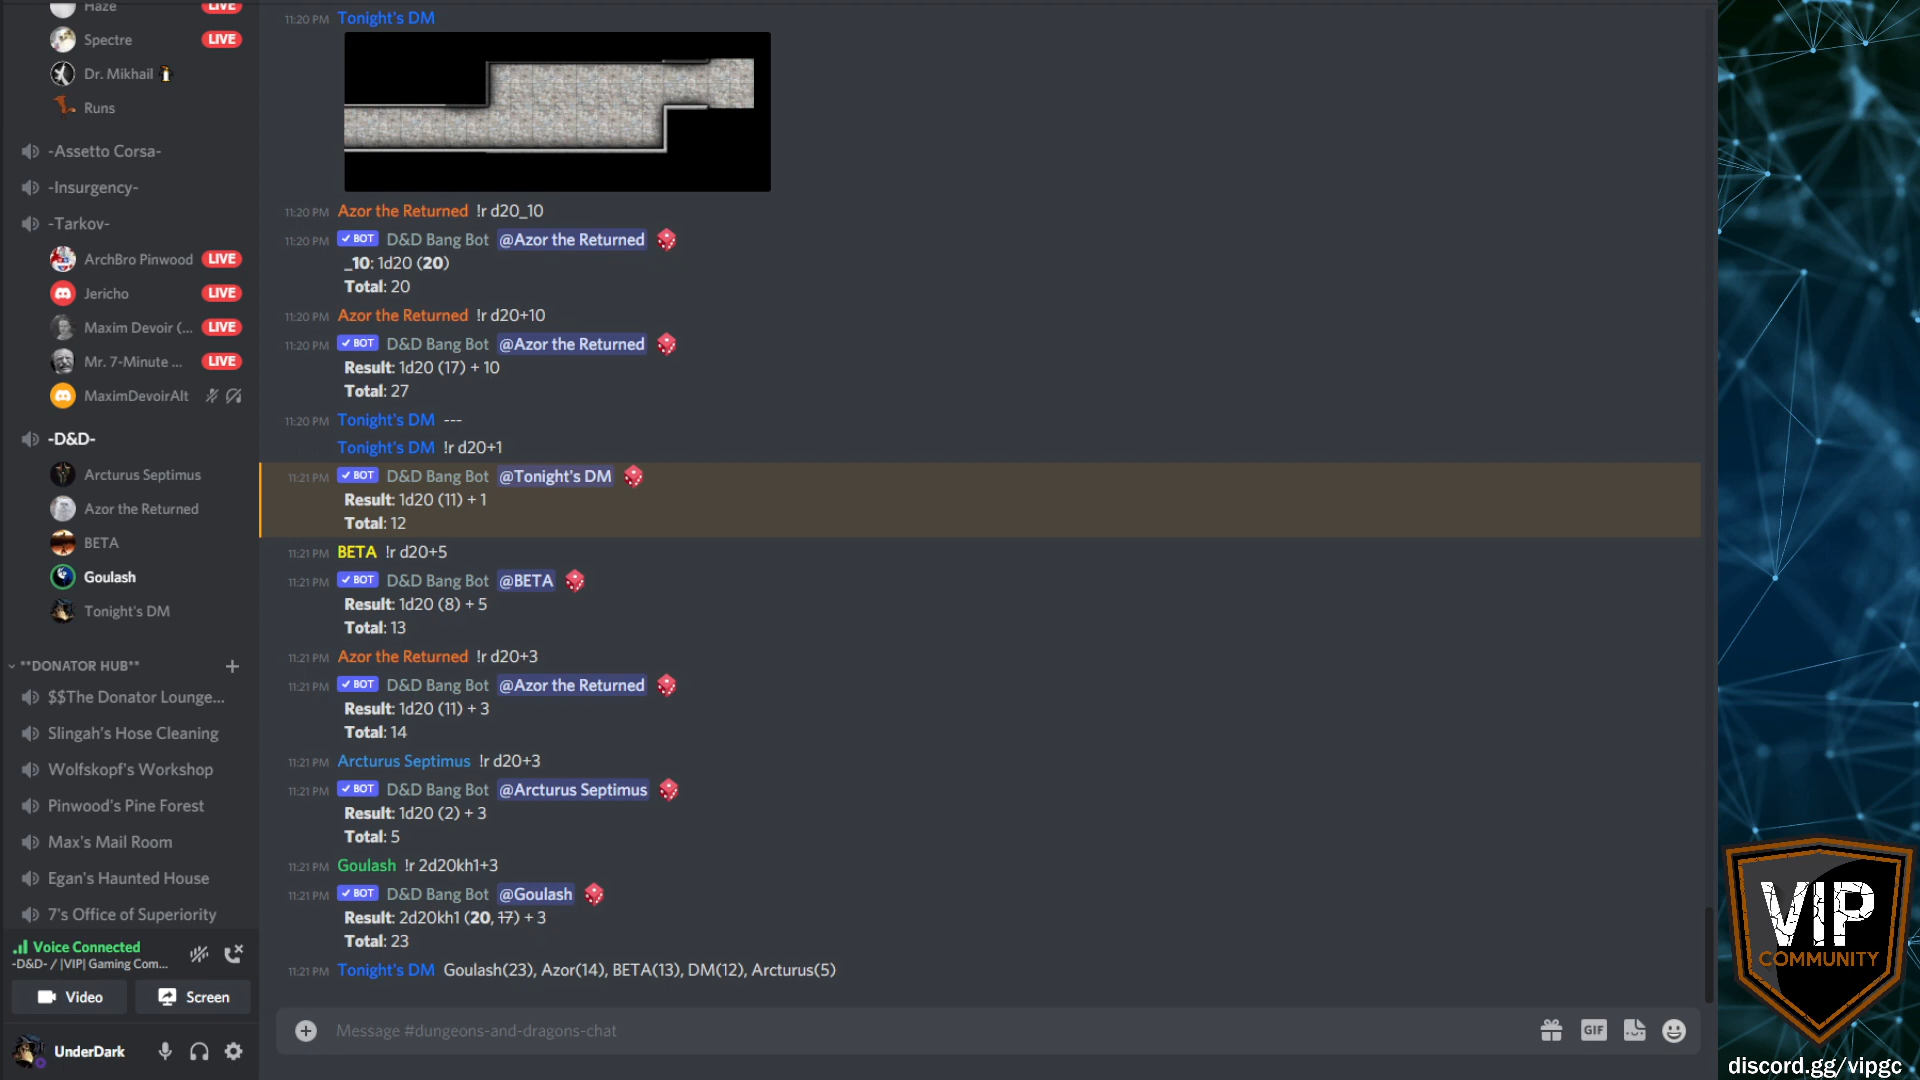 Haze LIVE
Spectre LIVE
Dr. Mikhail
Runs
-Assetto Corsa-
-Insurgency-
-Tarkov-
ArchBro Pinwood LIVE
Jericho LIVE
Maxim Devoir (... LIVE
Mr. 7-Minute ... LIVE
MaximDevoirAlt
-D&D-
Arcturus Septimus
Azor the Returned
BETA
Goulash
Tonight's DM
**DONATOR HUB**
$$The Donator Lounge...
Slingah's Hose Cleaning
Wolfskopf's Workshop
Pinwood's Pine Forest
Max's Mail Room
Egan's Haunted House
7's Office of Superiority
Voice Connected
-D&D- / |VIP| Gaming Com...
Video Screen
UnderDark
11:20 PM Tonight's DM
11:20 PM Azor the Returned !r d20_10
11:20 PM BOT D&D Bang Bot @Azor the Returned
_10: 1d20 (20)
Total: 20
11:20 PM Azor the Returned !r d20+10
11:20 PM BOT D&D Bang Bot @Azor the Returned
Result: 1d20 (17) + 10
Total: 27
11:20 PM Tonight's DM ---
Tonight's DM !r d20+1
11:21 PM BOT D&D Bang Bot @Tonight's DM
Result: 1d20 (11) + 1
Total: 12
11:21 PM BETA !r d20+5
11:21 PM BOT D&D Bang Bot @BETA
Result: 1d20 (8) + 5
Total: 13
11:21 PM Azor the Returned !r d20+3
11:21 PM BOT D&D Bang Bot @Azor the Returned
Result: 1d20 (11) + 3
Total: 14
11:21 PM Arcturus Septimus !r d20+3
11:21 PM BOT D&D Bang Bot @Arcturus Septimus
Result: 1d20 (2) + 3
Total: 5
11:21 PM Goulash !r 2d20kh1+3
11:21 PM BOT D&D Bang Bot @Goulash
Result: 2d20kh1 (20, 17) + 3
Total: 23
11:21 PM Tonight's DM Goulash(23), Azor(14), BETA(13), DM(12), Arcturus(5)
Message #dungeons-and-dragons-chat
GIF
VIP
COMMUNITY
discord.gg/vipgc